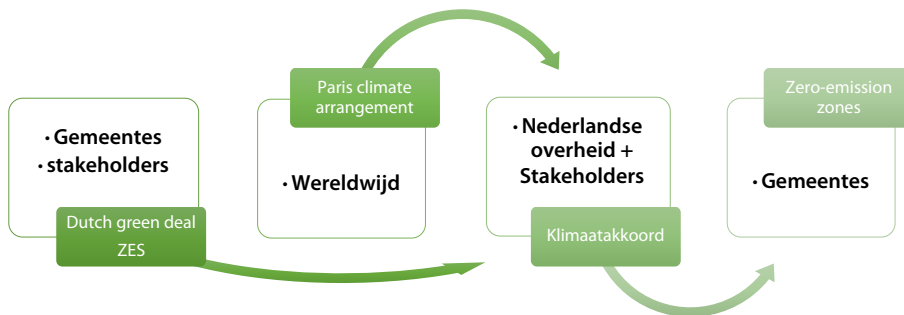 · Gemeentes
· stakeholders
Dutch green deal
ZES
Paris climate
arrangement
· Wereldwijd
· Nederlandse
overheid +
Stakeholders
Klimaatakkoord
Zero-emission
zones
· Gemeentes